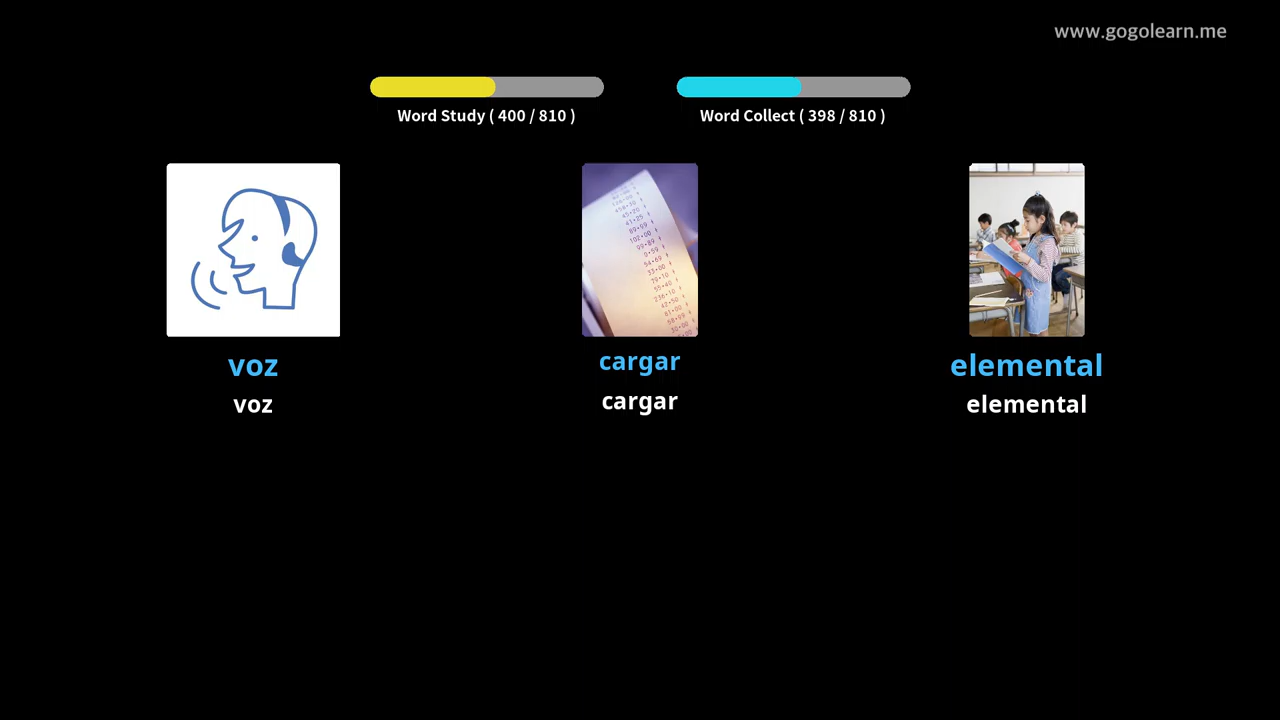 www.gogolearn.me
Word Study ( 400 / 810 )
Word Collect ( 398 / 810 )
voz
voz
cargar
cargar
elemental
elemental